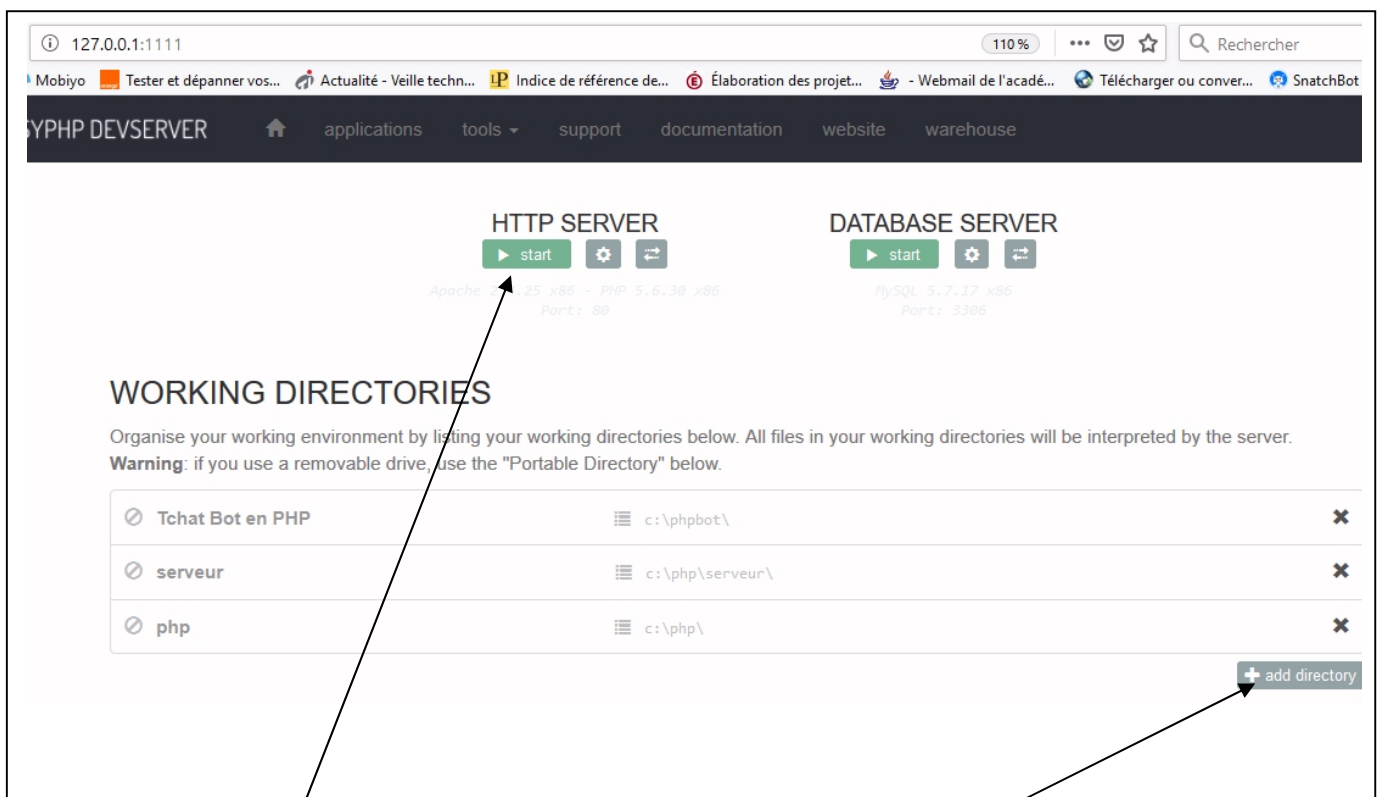 127.0.0.1:1111 110% Rechercher
Mobiyo Tester et dépanner vos... Actualité - Veille techn... Indice de référence de... Élaboration des projet... - Webmail de l'acadé... Télécharger ou conver... SnatchBot
SYPHP DEVSERVER applications tools support documentation website warehouse
HTTP SERVER DATABASE SERVER
start start
Apache x86 - PHP 5.6.30 x86 MySQL 5.7.17 x86
Port: 80 Port: 3306
WORKING DIRECTORIES
Organise your working environment by listing your working directories below. All files in your working directories will be interpreted by the server.
Warning: if you use a removable drive, use the "Portable Directory" below.
Tchat Bot en PHP c:\phpbot\
serveur c:\php\serveur\
php c:\php\
add directory